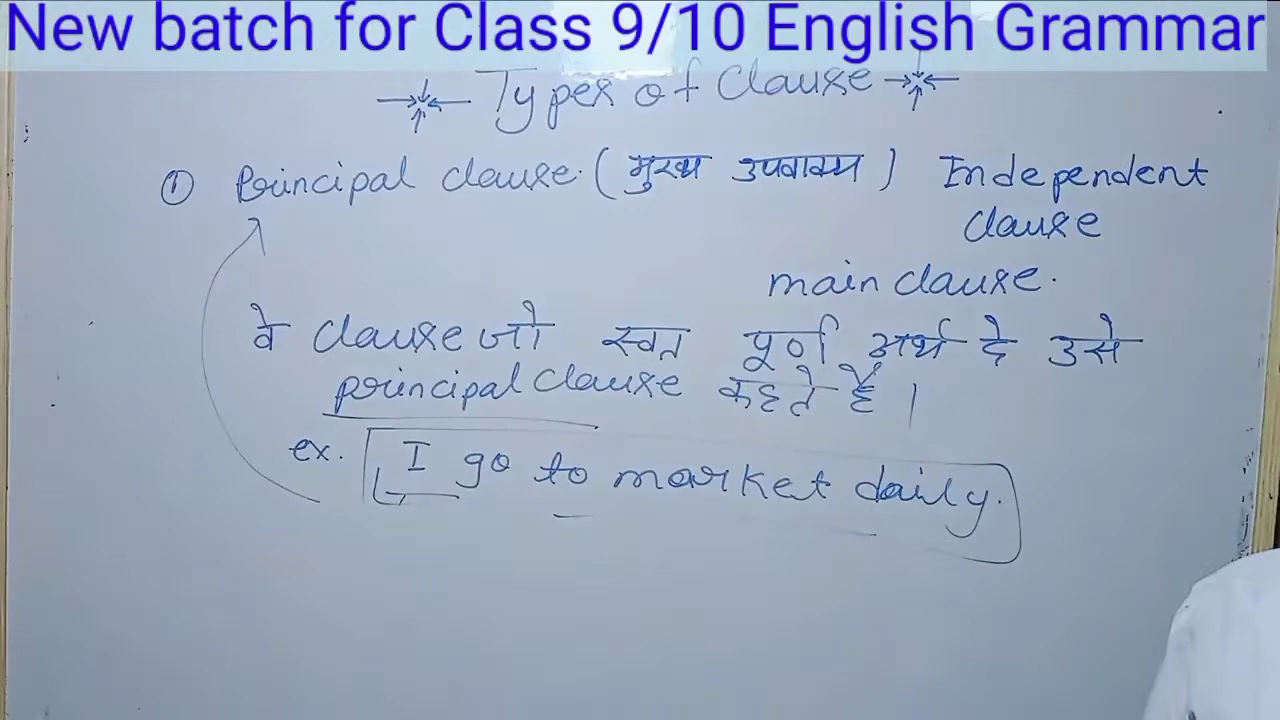 New batch for Class 9/10 English Grammar
Types of Clause
① Principal clause. (मुख्य उपवाक्य) Independent
clause
main clause.
वे clause जो स्वत पूर्ण अर्थ दे उसे
principal clause कहते हैं।
ex. I go to market daily.